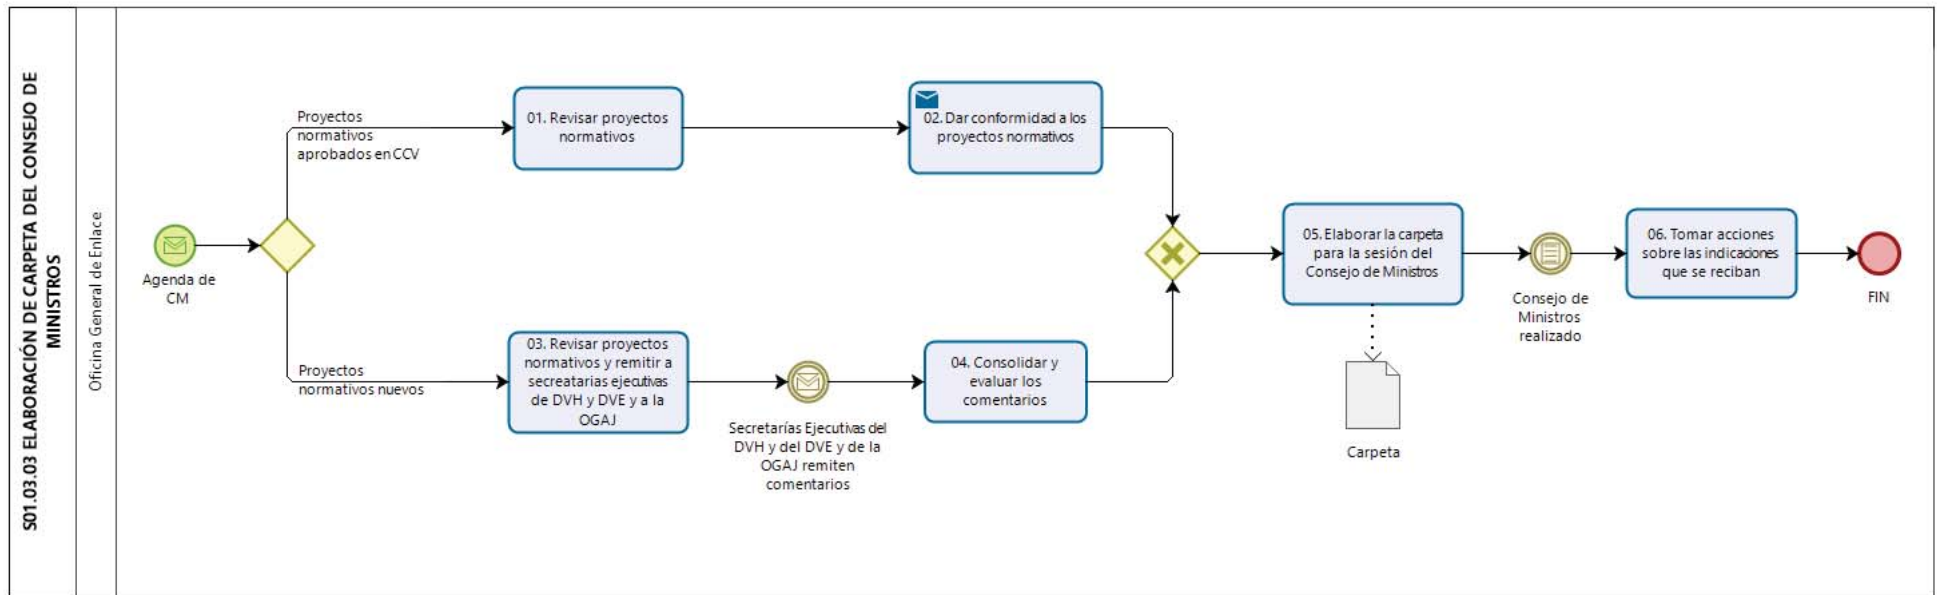 S01.03.03 ELABORACIÓN DE CARPETA DEL CONSEJO DE
MINISTROS
Oficina General de Enlace
Agenda de
CM
Proyectos
normativos
aprobados en CCV
01. Revisar proyectos
normativos
02. Dar conformidad a los
proyectos normativos
Proyectos
normativos nuevos
03. Revisar proyectos
normativos y remitir a
secreatarias ejecutivas
de DVH y DVE y a la
OGAJ
Secretarías Ejecutivas del
DVH y del DVE y de la
OGAJ remiten
comentarios
04. Consolidar y
evaluar los
comentarios
05. Elaborar la carpeta
para la sesión del
Consejo de Ministros
Carpeta
Consejo de
Ministros
realizado
06. Tomar acciones
sobre las indicaciones
que se reciban
FIN